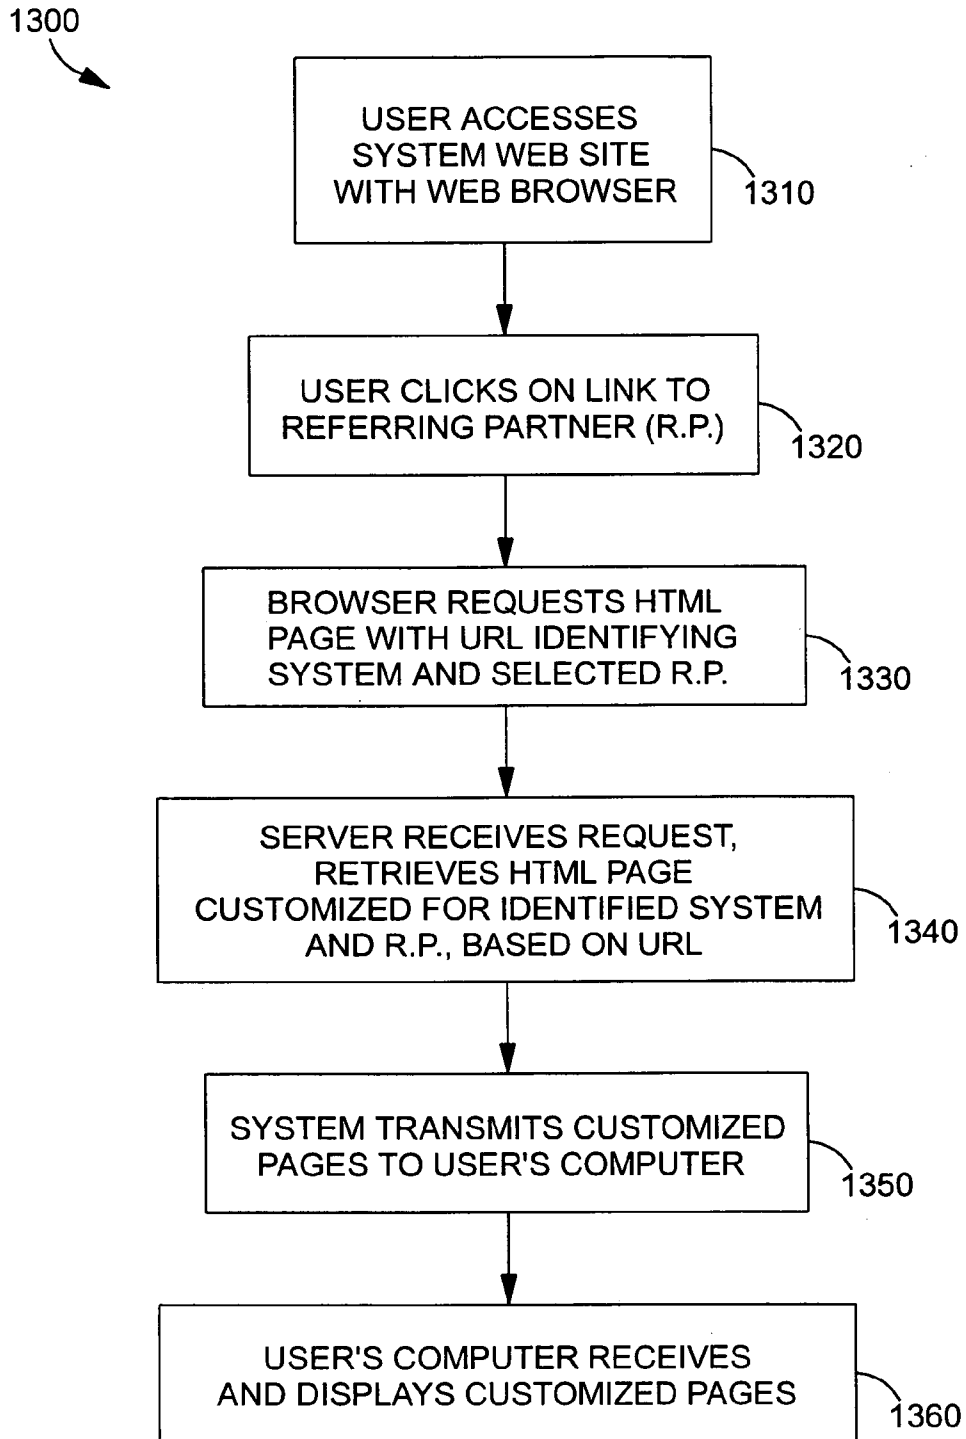 1300
USER ACCESSES
SYSTEM WEB SITE
WITH WEB BROWSER
1310
USER CLICKS ON LINK TO
REFERRING PARTNER (R.P.)
1320
BROWSER REQUESTS HTML
PAGE WITH URL IDENTIFYING
SYSTEM AND SELECTED R.P.
1330
SERVER RECEIVES REQUEST,
RETRIEVES HTML PAGE
CUSTOMIZED FOR IDENTIFIED SYSTEM
AND R.P., BASED ON URL
1340
SYSTEM TRANSMITS CUSTOMIZED
PAGES TO USER'S COMPUTER
1350
USER'S COMPUTER RECEIVES
AND DISPLAYS CUSTOMIZED PAGES
1360